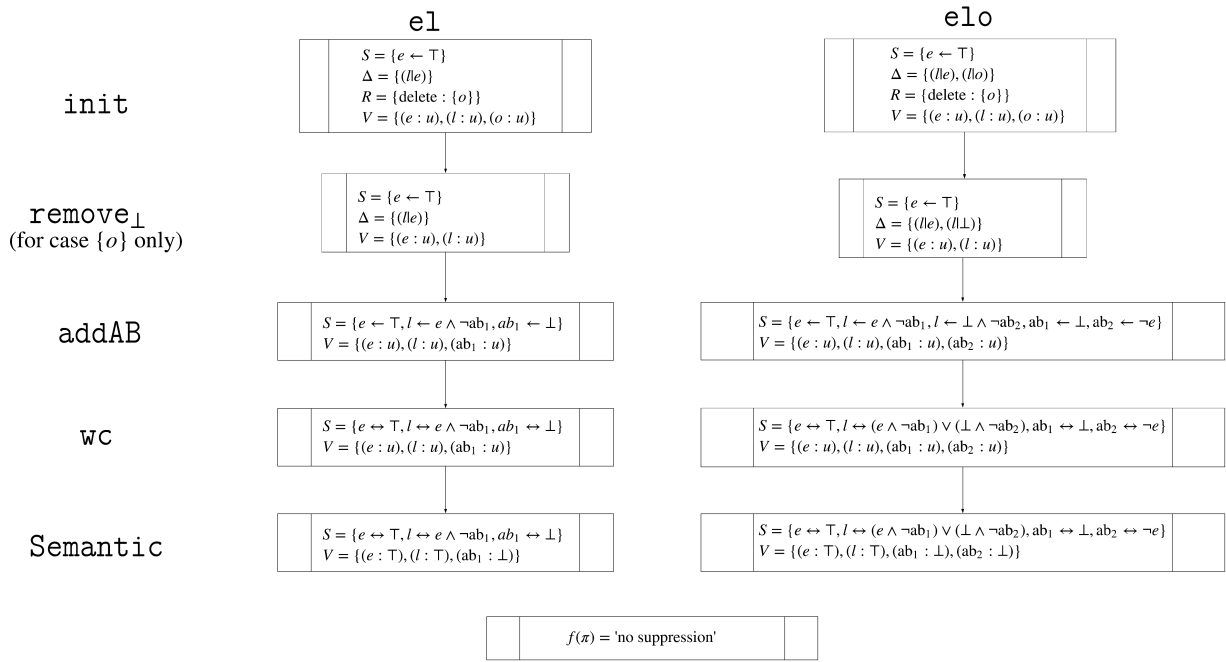 el
elo
init
S = {e ← ⊤}
Δ = {(l|e)}
R = {delete : {o}}
V = {(e : u), (l : u), (o : u)}
S = {e ← ⊤}
Δ = {(l|e), (l|o)}
R = {delete : {o}}
V = {(e : u), (l : u), (o : u)}
remove⊥
(for case {o} only)
S = {e ← ⊤}
Δ = {(l|e)}
V = {(e : u), (l : u)}
S = {e ← ⊤}
Δ = {(l|e), (l|⊥)}
V = {(e : u), (l : u)}
addAB
S = {e ← ⊤, l ← e ∧ ¬ab₁, ab₁ ← ⊥}
V = {(e : u), (l : u), (ab₁ : u)}
S = {e ← ⊤, l ← e ∧ ¬ab₁, l ← ⊥ ∧ ¬ab₂, ab₁ ← ⊥, ab₂ ← ¬e}
V = {(e : u), (l : u), (ab₁ : u), (ab₂ : u)}
wc
S = {e ↔ ⊤, l ↔ e ∧ ¬ab₁, ab₁ ↔ ⊥}
V = {(e : u), (l : u), (ab₁ : u)}
S = {e ↔ ⊤, l ↔ (e ∧ ¬ab₁) ∨ (⊥ ∧ ¬ab₂), ab₁ ↔ ⊥, ab₂ ↔ ¬e}
V = {(e : u), (l : u), (ab₁ : u), (ab₂ : u)}
Semantic
S = {e ↔ ⊤, l ↔ e ∧ ¬ab₁, ab₁ ↔ ⊥}
V = {(e : ⊤), (l : ⊤), (ab₁ : ⊥)}
S = {e ↔ ⊤, l ↔ (e ∧ ¬ab₁) ∨ (⊥ ∧ ¬ab₂), ab₁ ↔ ⊥, ab₂ ↔ ¬e}
V = {(e : ⊤), (l : ⊤), (ab₁ : ⊥), (ab₂ : ⊥)}
f(π) = 'no suppression'